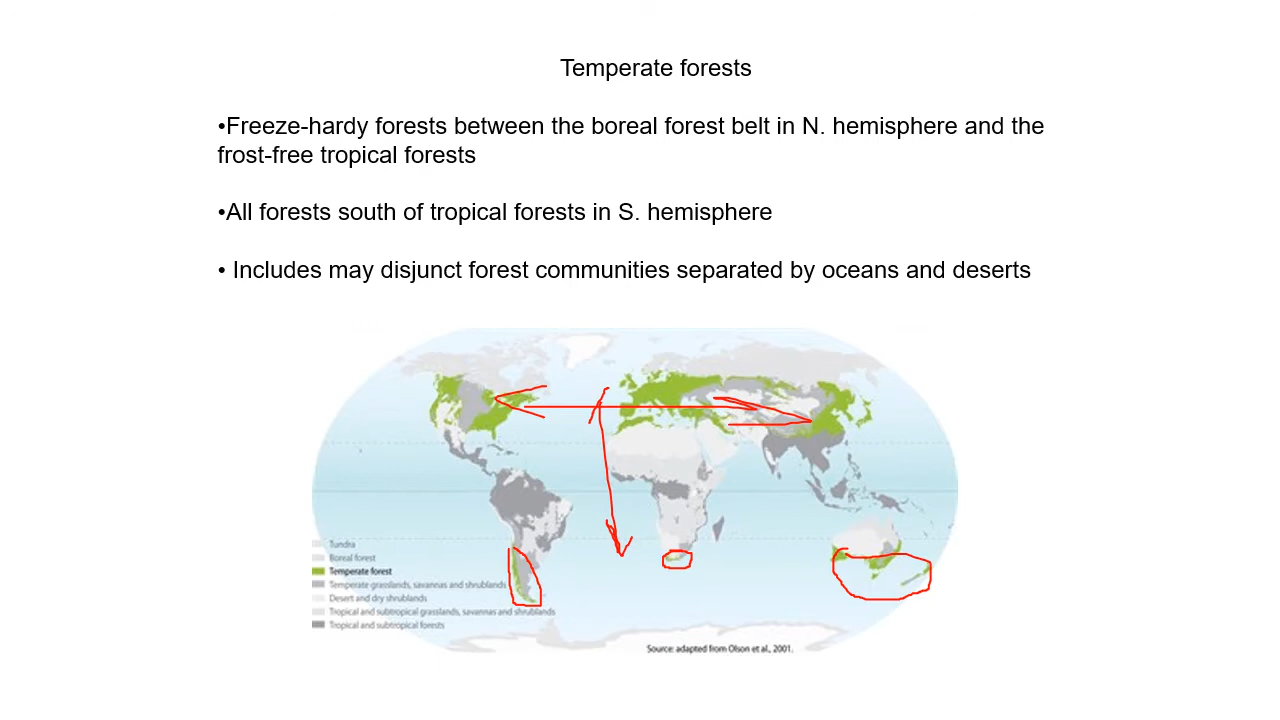 Temperate forests
•Freeze-hardy forests between the boreal forest belt in N. hemisphere and the
frost-free tropical forests
•All forests south of tropical forests in S. hemisphere
• Includes may disjunct forest communities separated by oceans and deserts
Tundra
Boreal forest
Temperate forest
Temperate grasslands, savannas and shrublands
Desert and dry shrublands
Tropical and subtropical grasslands, savannas and shrublands
Tropical and subtropical forests
Source: adapted from Olson et al., 2001.